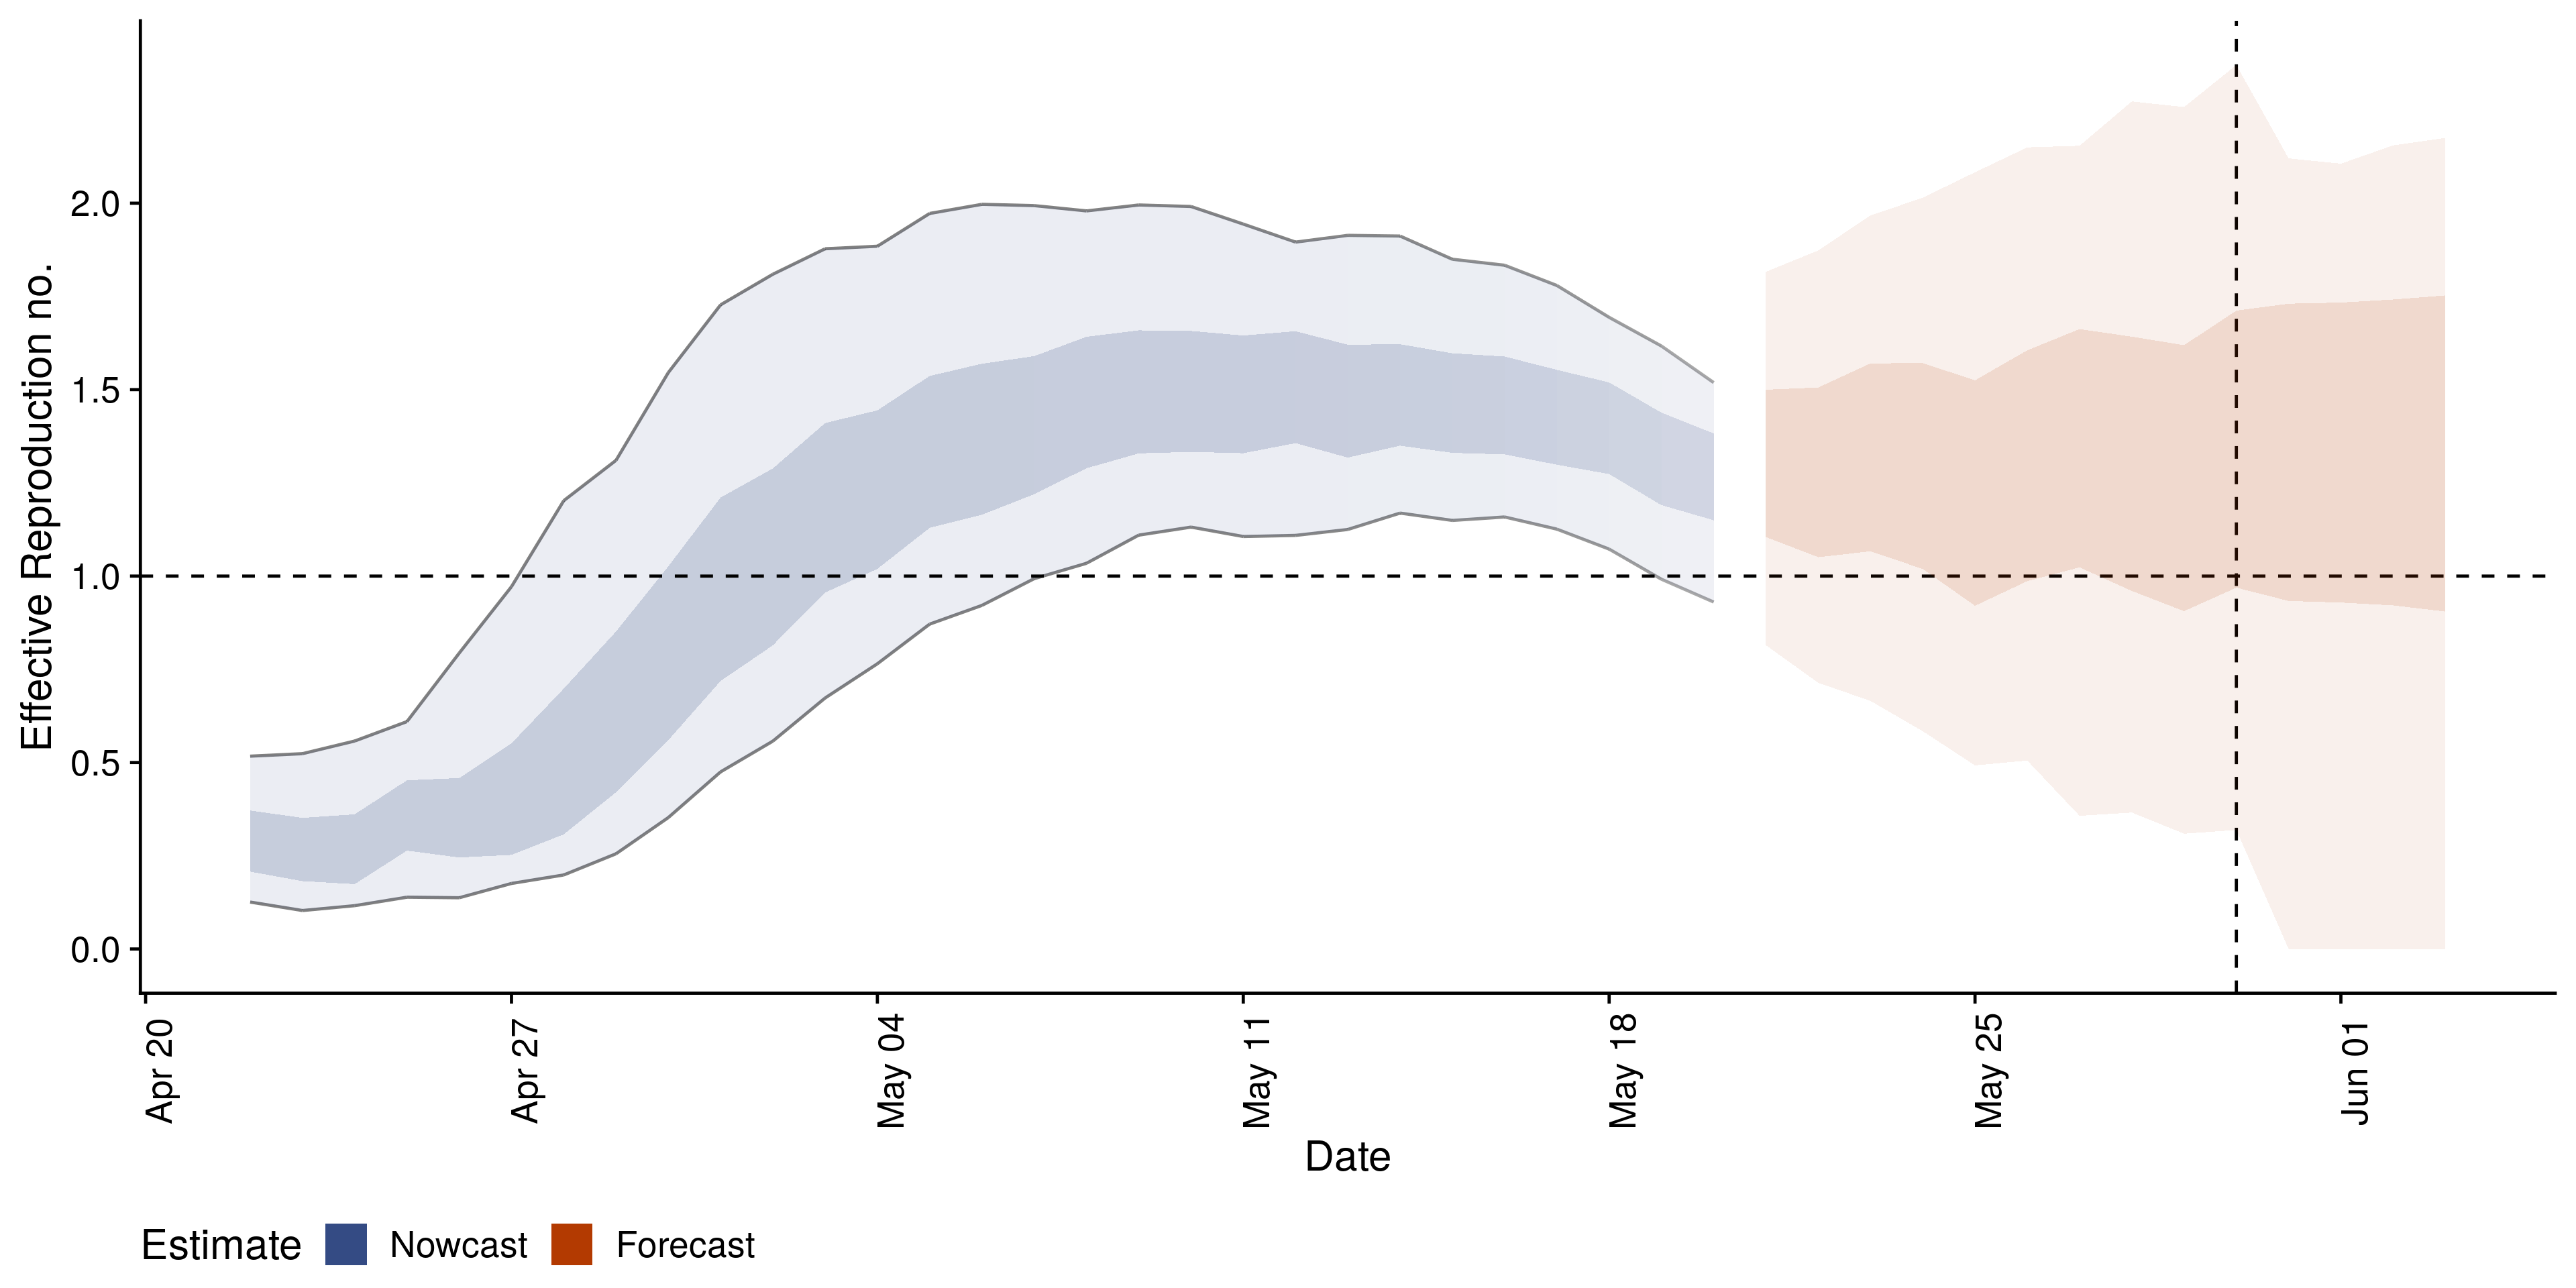 Effective Reproduction no.
2.0
1.5
1.0
0.5
0.0
Apr 20
Apr 27
May 04
May 11
May 18
May 25
Jun 01
Date
Estimate Nowcast Forecast